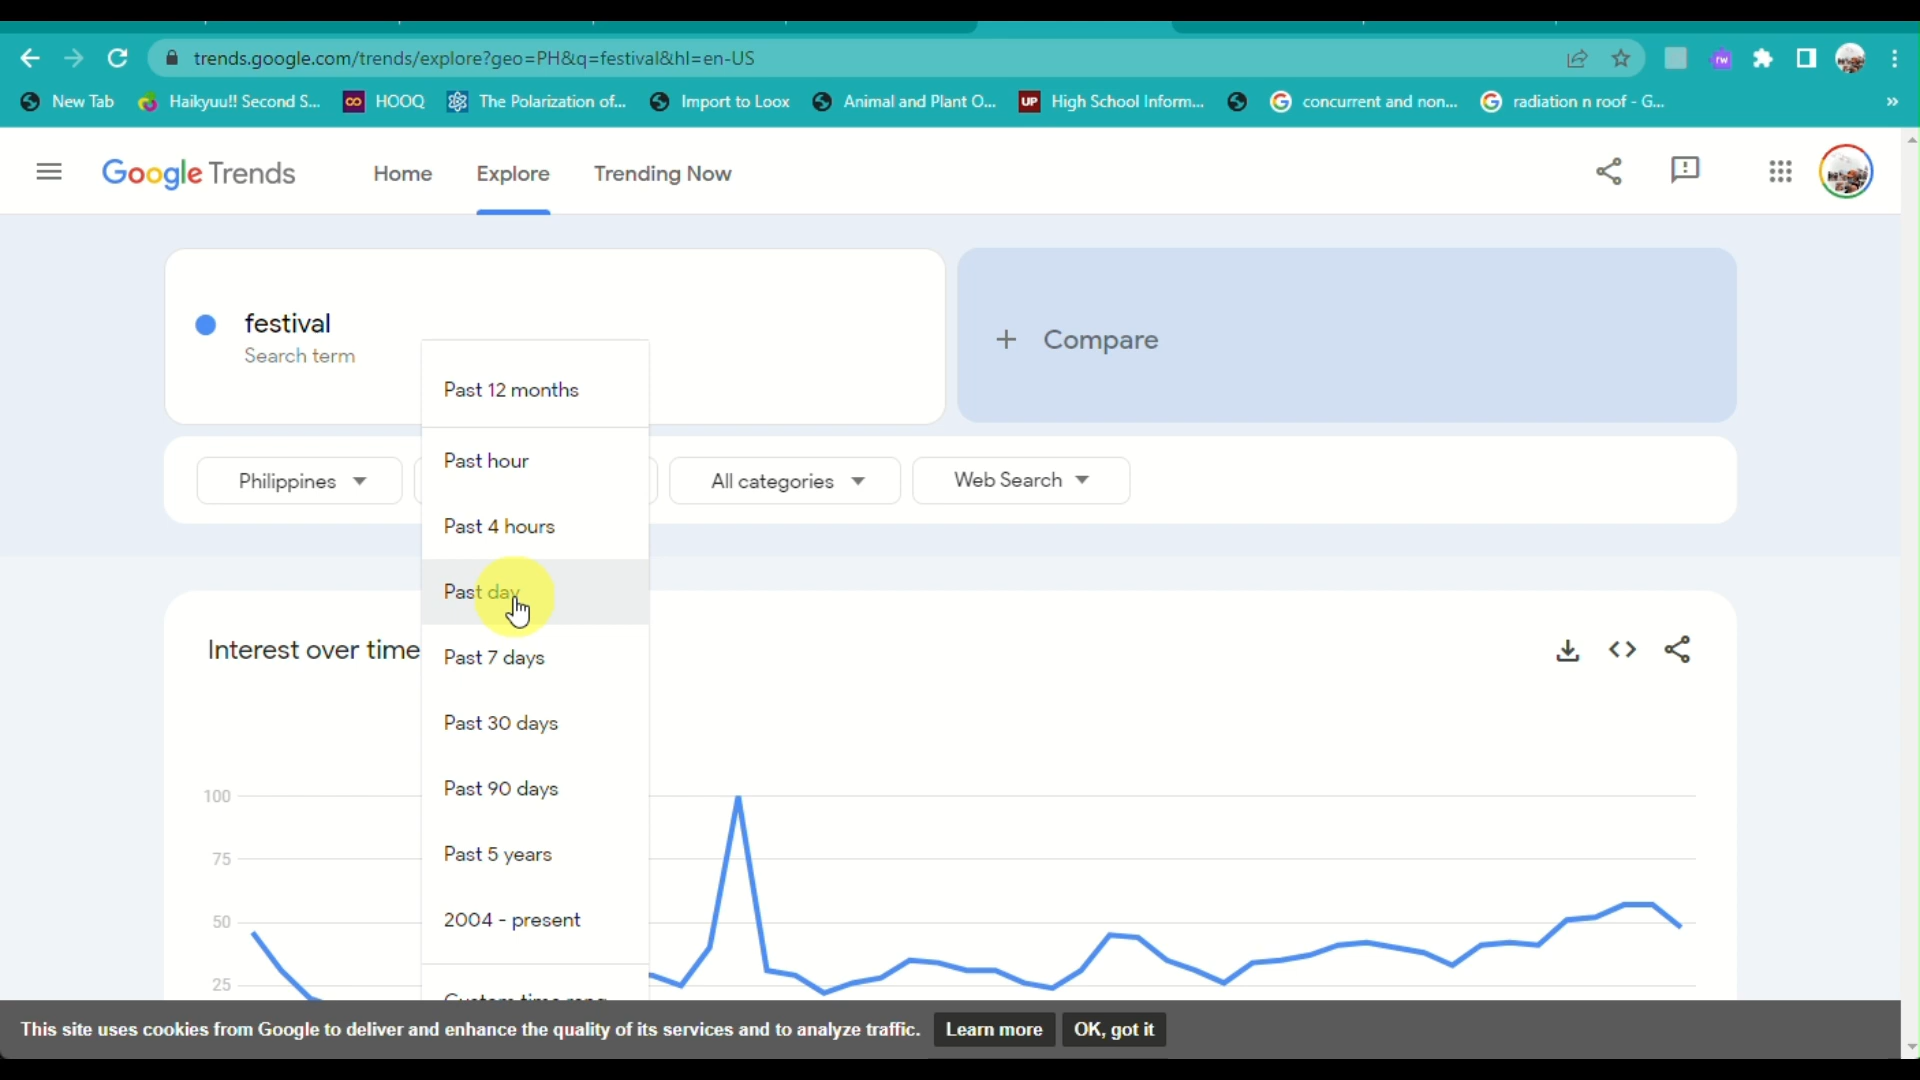 trends.google.com/trends/explore?geo=PH&q=festival&hl=en-US
rw
New Tab
Haikyuu!! Second S...
HOOQ
The Polarization of...
Import to Loox
Animal and Plant O...
UP
High School Inform...
concurrent and non...
radiation n roof - G...
»
Google Trends
Home
Explore
Trending Now
festival
Search term
+ Compare
Past 12 months
Past hour
Philippines
All categories
Web Search
Past 4 hours
Past day
Interest over time
Past 7 days
Past 30 days
Past 90 days
100
Past 5 years
75
2004 - present
50
25
This site uses cookies from Google to deliver and enhance the quality of its services and to analyze traffic.
Learn more
OK, got it